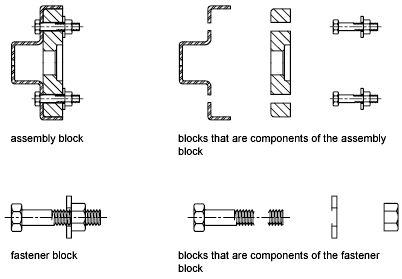 assembly block
blocks that are components of the assembly
block
fastener block
blocks that are components of the fastener
block